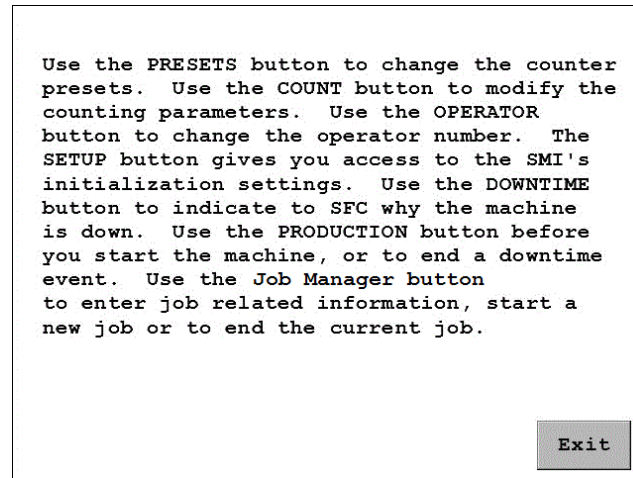 Use the PRESETS button to change the counter
presets.  Use the COUNT button to modify the
counting parameters.  Use the OPERATOR
button to change the operator number.  The
SETUP button gives you access to the SMI's
initialization settings.  Use the DOWNTIME
button to indicate to SFC why the machine
is down.  Use the PRODUCTION button before
you start the machine, or to end a downtime
event.  Use the Job Manager button
to enter job related information, start a
new job or to end the current job.
Exit